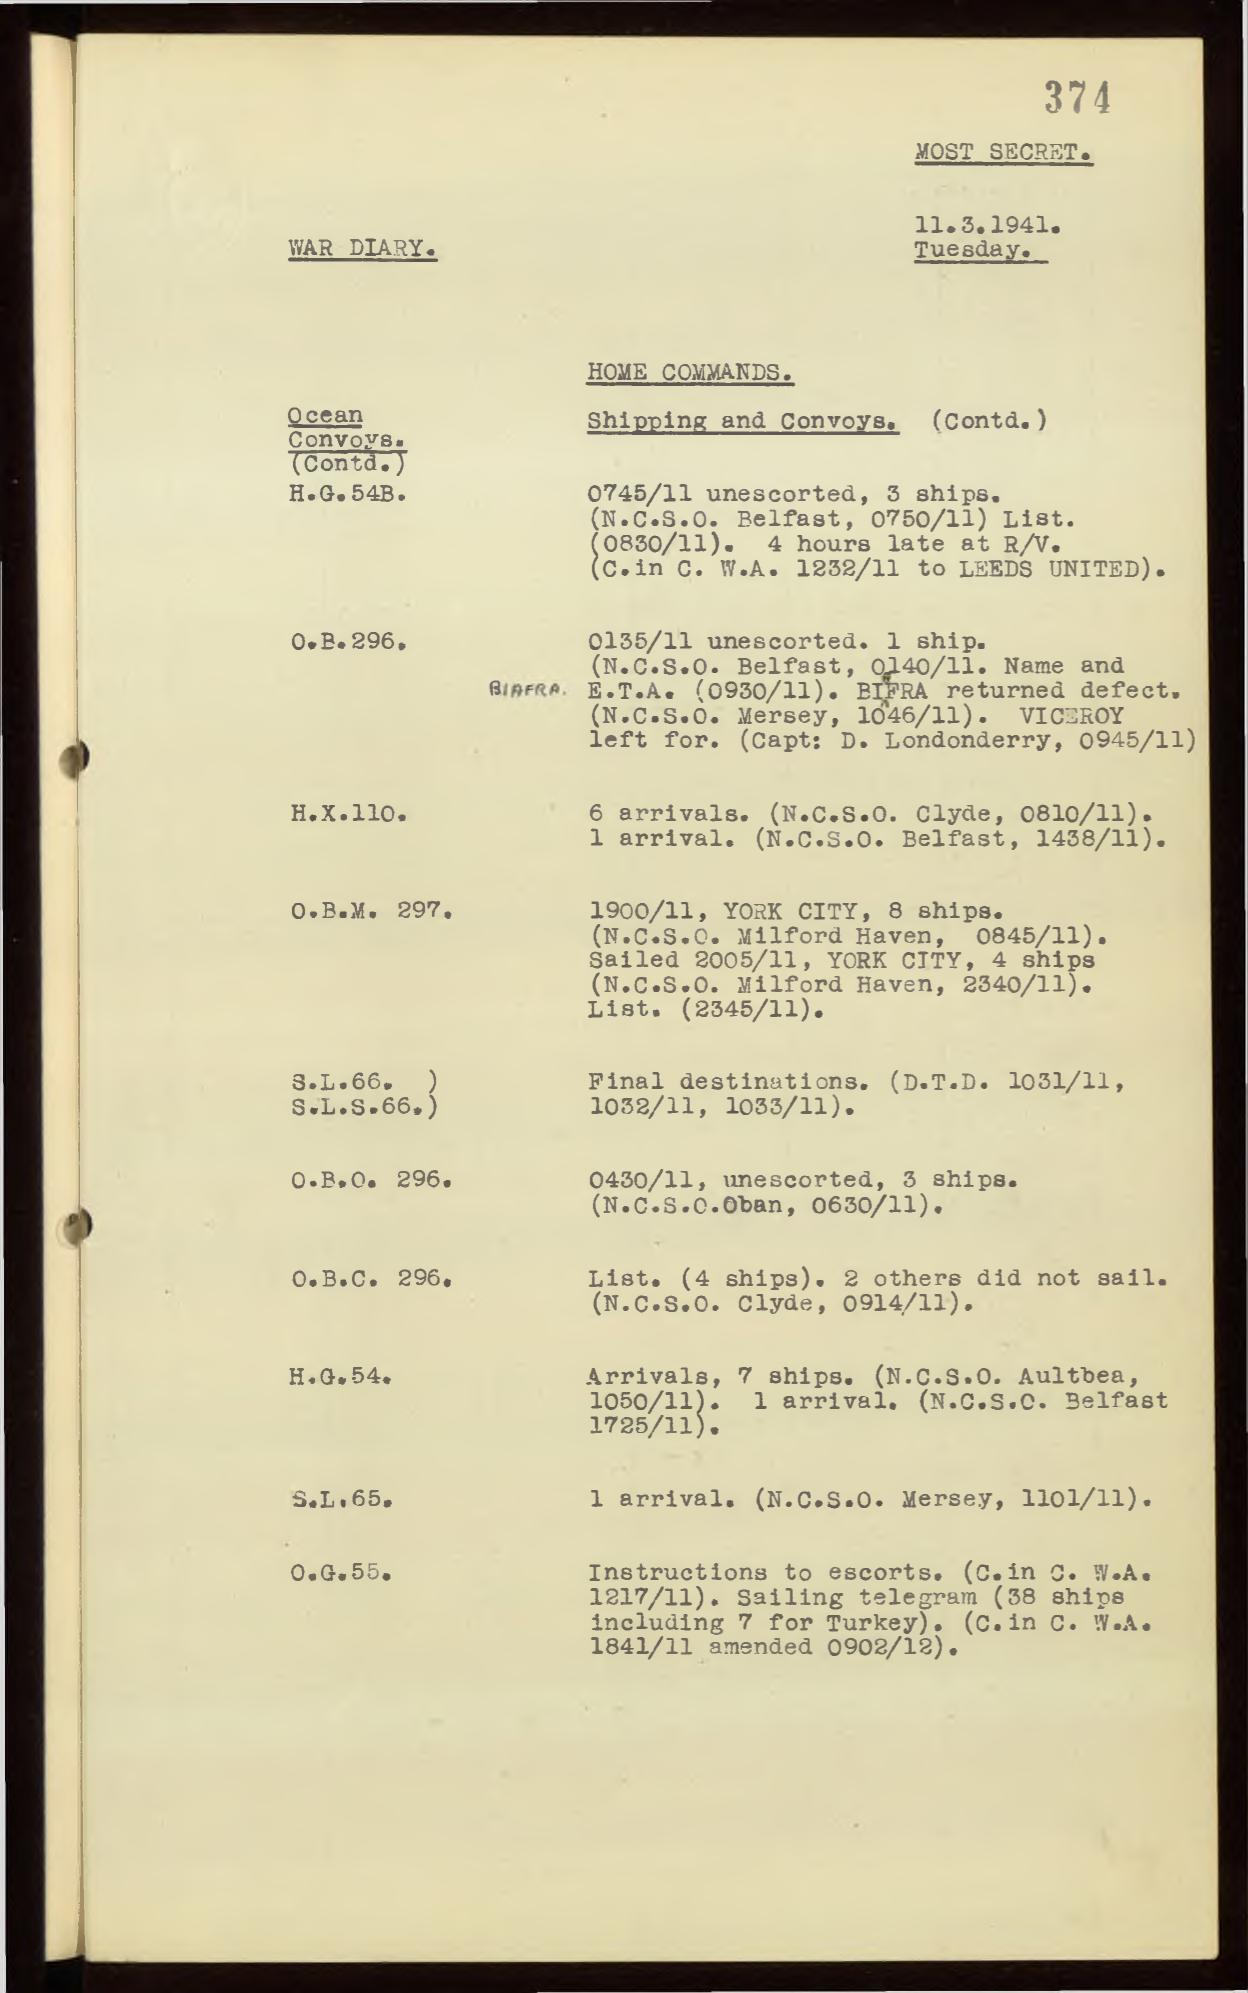 374
MOST SECRET.
11.3.1941.
WAR DIARY.
Tuesday.
HOME COMMANDS.
Ocean
Convoys.
(Contd.)
Shipping and Convoys. (Contd.)
H.G.54B.
0745/11 unescorted, 3 ships.
(N.C.S.O. Belfast, 0750/11) List.
(0830/11). 4 hours late at R/V.
(C.in C. W.A. 1232/11 to LEEDS UNITED).
O.B.296.
0135/11 unescorted. 1 ship.
(N.C.S.O. Belfast, 0140/11. Name and
BIAFRA. E.T.A. (0930/11). BIFRA returned defect.
(N.C.S.O. Mersey, 1046/11). VICEROY
left for. (Capt: D. Londonderry, 0945/11)
H.X.110.
6 arrivals. (N.C.S.O. Clyde, 0810/11).
1 arrival. (N.C.S.O. Belfast, 1438/11).
O.B.M. 297.
1900/11, YORK CITY, 8 ships.
(N.C.S.O. Milford Haven, 0845/11).
Sailed 2005/11, YORK CITY, 4 ships
(N.C.S.O. Milford Haven, 2340/11).
List. (2345/11).
S.L.66. )
S.L.S.66.)
Final destinations. (D.T.D. 1031/11,
1032/11, 1033/11).
O.B.O. 296.
0430/11, unescorted, 3 ships.
(N.C.S.O.Oban, 0630/11).
O.B.C. 296.
List. (4 ships). 2 others did not sail.
(N.C.S.O. Clyde, 0914/11).
H.G.54.
Arrivals, 7 ships. (N.C.S.O. Aultbea,
1050/11). 1 arrival. (N.C.S.O. Belfast
1725/11).
S.L.65.
1 arrival. (N.C.S.O. Mersey, 1101/11).
O.G.55.
Instructions to escorts. (C.in C. W.A.
1217/11). Sailing telegram (38 ships
including 7 for Turkey). (C.in C. W.A.
1841/11 amended 0902/12).